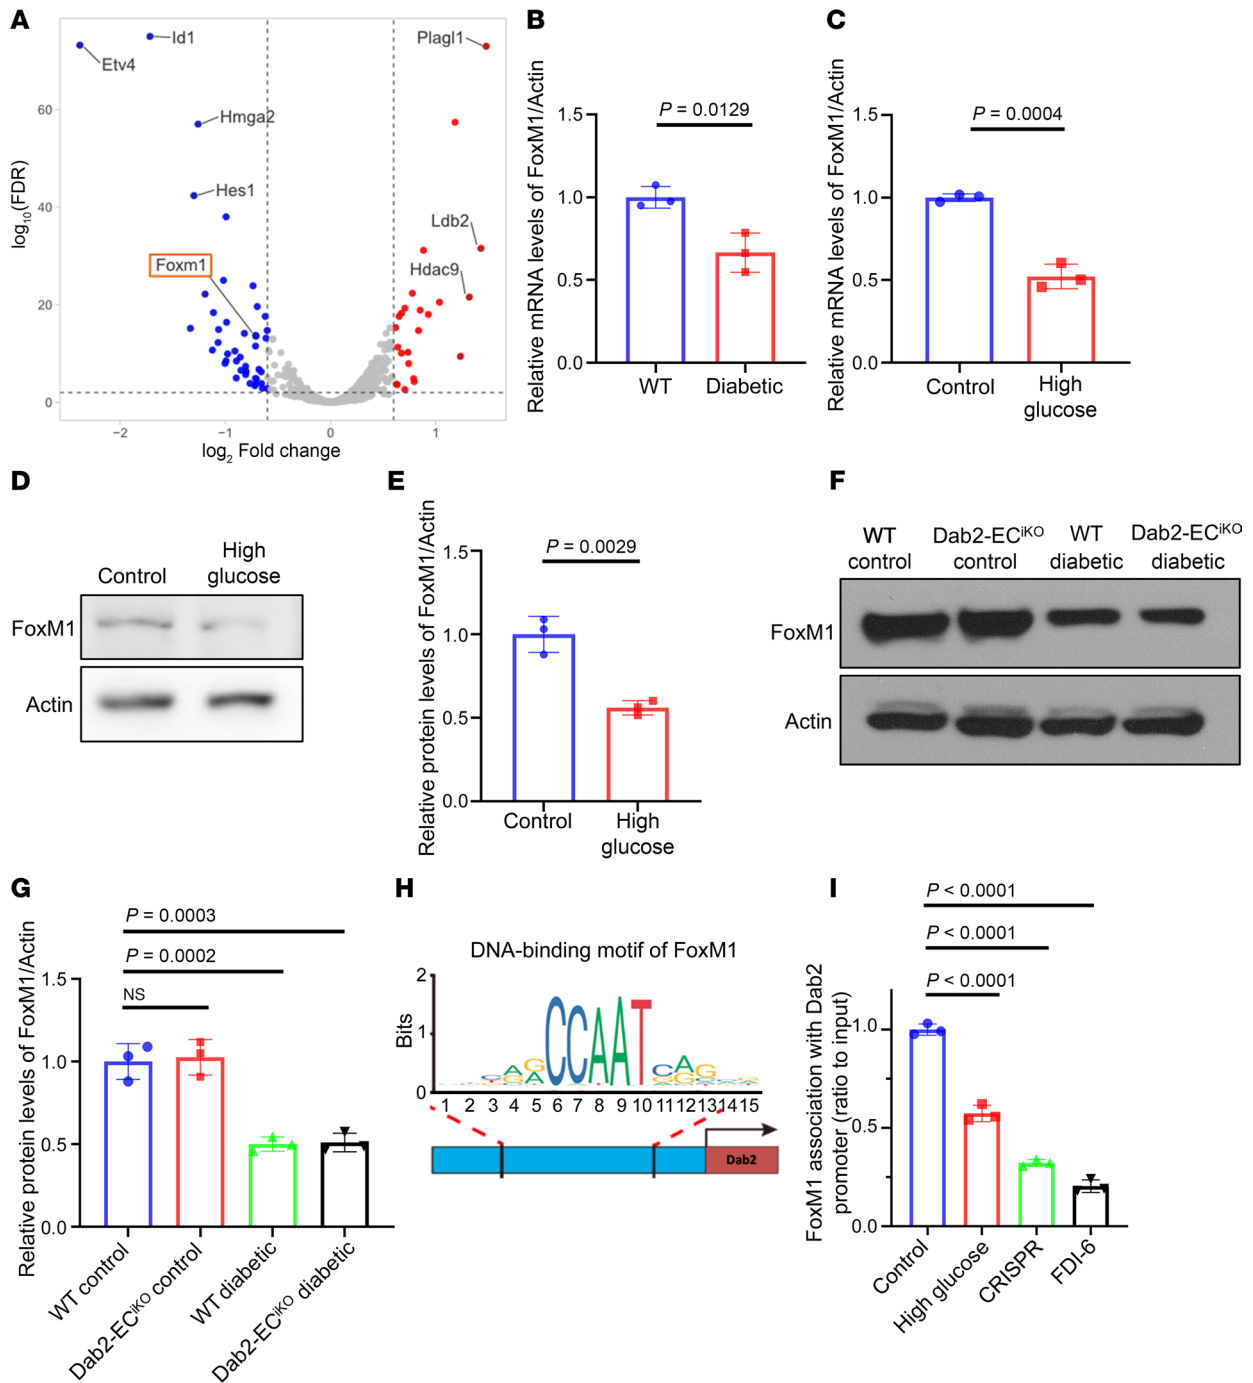 A
Id1
Plagl1
Etv4
60
Hmga2
Hes1
40
Ldb2
Foxm1
Hdac9
20
0
−2
−1
0
1
log10(FDR)
log2 Fold change
B
P = 0.0129
1.5
1.0
0.5
0.0
Relative mRNA levels of FoxM1/Actin
WT
Diabetic
C
P = 0.0004
1.5
1.0
0.5
0.0
Relative mRNA levels of FoxM1/Actin
Control
High
glucose
D
Control
High
glucose
FoxM1
Actin
E
P = 0.0029
1.5
1.0
0.5
0.0
Relative protein levels of FoxM1/Actin
Control
High
glucose
F
WT
control
Dab2-ECiKO
control
WT
diabetic
Dab2-ECiKO
diabetic
FoxM1
Actin
G
P = 0.0003
P = 0.0002
NS
1.5
1.0
0.5
0.0
Relative protein levels of FoxM1/Actin
WT control
Dab2-ECiKO control
WT diabetic
Dab2-ECiKO diabetic
H
DNA-binding motif of FoxM1
2
1
0
Bits
CCAAT
1 2 3 4 5 6 7 8 9 10 11 12 13 14 15
Dab2
I
P < 0.0001
P < 0.0001
P < 0.0001
1.0
0.5
0.0
FoxM1 association with Dab2
promoter (ratio to input)
Control
High glucose
CRISPR
FDI-6